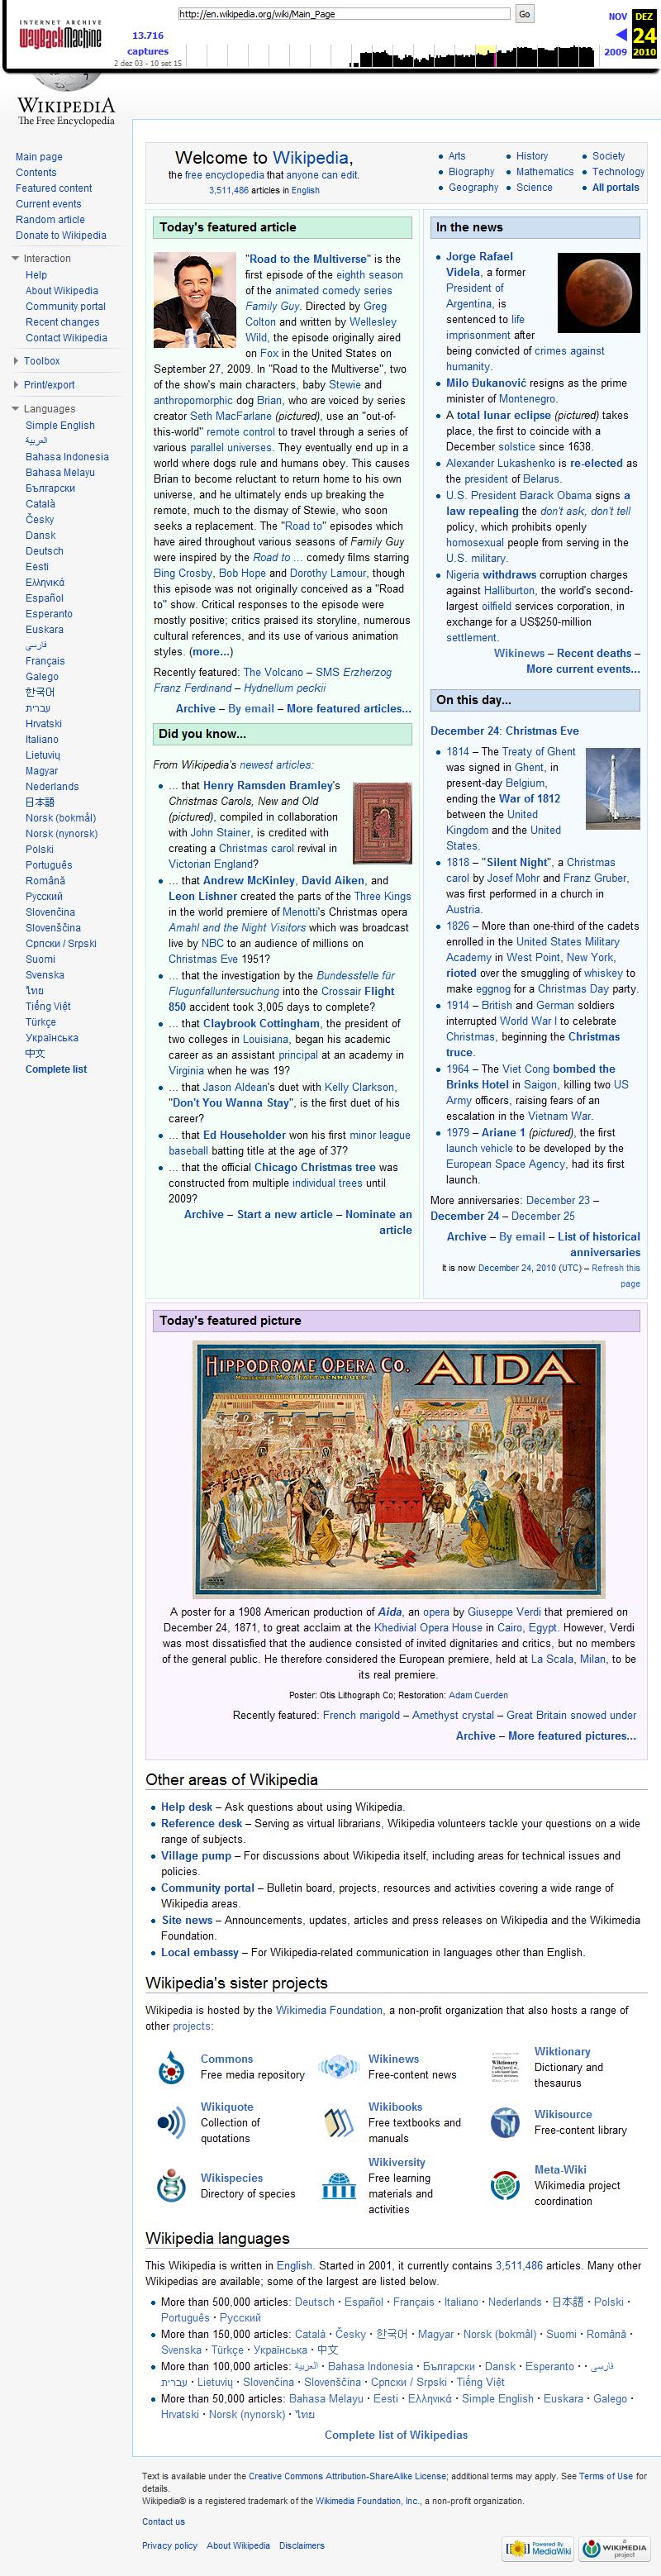 INTERNET ARCHIVE
WayBackMachine
http://en.wikipedia.org/wiki/Main_Page
Go
13.716
captures
2 dez 03 - 10 set 15
NOV
DEZ
24
2009
2010
WIKIPEDIA
The Free Encyclopedia
Main page
Contents
Featured content
Current events
Random article
Donate to Wikipedia
Interaction
Help
About Wikipedia
Community portal
Recent changes
Contact Wikipedia
Toolbox
Print/export
Languages
Simple English
العربية
Bahasa Indonesia
Bahasa Melayu
Български
Català
Česky
Dansk
Deutsch
Eesti
Ελληνικά
Español
Esperanto
Euskara
فارسی
Français
Galego
한국어
עברית
Hrvatski
Italiano
Lietuvių
Magyar
Nederlands
日本語
Norsk (bokmål)
Norsk (nynorsk)
Polski
Português
Română
Русский
Slovenčina
Slovenščina
Српски / Srpski
Suomi
Svenska
ไทย
Tiếng Việt
Türkçe
Українська
中文
Complete list
Welcome to Wikipedia,
the free encyclopedia that anyone can edit.
3,511,486 articles in English
Arts
Biography
Geography
History
Mathematics
Science
Society
Technology
All portals
Today's featured article
"Road to the Multiverse" is the
first episode of the eighth season
of the animated comedy series
Family Guy. Directed by Greg
Colton and written by Wellesley
Wild, the episode originally aired
on Fox in the United States on
September 27, 2009. In "Road to the Multiverse", two
of the show's main characters, baby Stewie and
anthropomorphic dog Brian, who are voiced by series
creator Seth MacFarlane (pictured), use an "out-of-
this-world" remote control to travel through a series of
various parallel universes. They eventually end up in a
world where dogs rule and humans obey. This causes
Brian to become reluctant to return home to his own
universe, and he ultimately ends up breaking the
remote, much to the dismay of Stewie, who soon
seeks a replacement. The "Road to" episodes which
have aired throughout various seasons of Family Guy
were inspired by the Road to ... comedy films starring
Bing Crosby, Bob Hope and Dorothy Lamour, though
this episode was not originally conceived as a "Road
to" show. Critical responses to the episode were
mostly positive; critics praised its storyline, numerous
cultural references, and its use of various animation
styles. (more...)
Recently featured: The Volcano – SMS Erzherzog
Franz Ferdinand – Hydnellum peckii
Archive – By email – More featured articles...
Did you know...
From Wikipedia's newest articles:
... that Henry Ramsden Bramley's
Christmas Carols, New and Old
(pictured), compiled in collaboration
with John Stainer, is credited with
creating a Christmas carol revival in
Victorian England?
... that Andrew McKinley, David Aiken, and
Leon Lishner created the parts of the Three Kings
in the world premiere of Menotti's Christmas opera
Amahl and the Night Visitors which was broadcast
live by NBC to an audience of millions on
Christmas Eve 1951?
... that the investigation by the Bundesstelle für
Flugunfalluntersuchung into the Crossair Flight
850 accident took 3,005 days to complete?
... that Claybrook Cottingham, the president of
two colleges in Louisiana, began his academic
career as an assistant principal at an academy in
Virginia when he was 19?
... that Jason Aldean's duet with Kelly Clarkson,
"Don't You Wanna Stay", is the first duet of his
career?
... that Ed Householder won his first minor league
baseball batting title at the age of 37?
... that the official Chicago Christmas tree was
constructed from multiple individual trees until
2009?
Archive – Start a new article – Nominate an
article
In the news
Jorge Rafael
Videla, a former
President of
Argentina, is
sentenced to life
imprisonment after
being convicted of crimes against
humanity.
Milo Đukanović resigns as the prime
minister of Montenegro.
A total lunar eclipse (pictured) takes
place, the first to coincide with a
December solstice since 1638.
Alexander Lukashenko is re-elected as
the president of Belarus.
U.S. President Barack Obama signs a
law repealing the don't ask, don't tell
policy, which prohibits openly
homosexual people from serving in the
U.S. military.
Nigeria withdraws corruption charges
against Halliburton, the world's second-
largest oilfield services corporation, in
exchange for a US$250-million
settlement.
Wikinews – Recent deaths –
More current events...
On this day...
December 24: Christmas Eve
1814 – The Treaty of Ghent
was signed in Ghent, in
present-day Belgium,
ending the War of 1812
between the United
Kingdom and the United
States.
1818 – "Silent Night", a Christmas
carol by Josef Mohr and Franz Gruber,
was first performed in a church in
Austria.
1826 – More than one-third of the cadets
enrolled in the United States Military
Academy in West Point, New York,
rioted over the smuggling of whiskey to
make eggnog for a Christmas Day party.
1914 – British and German soldiers
interrupted World War I to celebrate
Christmas, beginning the Christmas
truce.
1964 – The Viet Cong bombed the
Brinks Hotel in Saigon, killing two US
Army officers, raising fears of an
escalation in the Vietnam War.
1979 – Ariane 1 (pictured), the first
launch vehicle to be developed by the
European Space Agency, had its first
launch.
More anniversaries: December 23 –
December 24 – December 25
Archive – By email – List of historical
anniversaries
It is now December 24, 2010 (UTC) – Refresh this
page
Today's featured picture
HIPPODROME OPERA CO. AIDA
A poster for a 1908 American production of Aida, an opera by Giuseppe Verdi that premiered on
December 24, 1871, to great acclaim at the Khedivial Opera House in Cairo, Egypt. However, Verdi
was most dissatisfied that the audience consisted of invited dignitaries and critics, but no members
of the general public. He therefore considered the European premiere, held at La Scala, Milan, to be
its real premiere.
Poster: Otis Lithograph Co; Restoration: Adam Cuerden
Recently featured: French marigold – Amethyst crystal – Great Britain snowed under
Archive – More featured pictures...
Other areas of Wikipedia
Help desk – Ask questions about using Wikipedia.
Reference desk – Serving as virtual librarians, Wikipedia volunteers tackle your questions on a wide
range of subjects.
Village pump – For discussions about Wikipedia itself, including areas for technical issues and
policies.
Community portal – Bulletin board, projects, resources and activities covering a wide range of
Wikipedia areas.
Site news – Announcements, updates, articles and press releases on Wikipedia and the Wikimedia
Foundation.
Local embassy – For Wikipedia-related communication in languages other than English.
Wikipedia's sister projects
Wikipedia is hosted by the Wikimedia Foundation, a non-profit organization that also hosts a range of
other projects:
Commons
Free media repository
Wikinews
Free-content news
Wiktionary
Dictionary and
thesaurus
Wikiquote
Collection of
quotations
Wikibooks
Free textbooks and
manuals
Wikisource
Free-content library
Wikispecies
Directory of species
Wikiversity
Free learning
materials and
activities
Meta-Wiki
Wikimedia project
coordination
Wikipedia languages
This Wikipedia is written in English. Started in 2001, it currently contains 3,511,486 articles. Many other
Wikipedias are available; some of the largest are listed below.
More than 500,000 articles: Deutsch · Español · Français · Italiano · Nederlands · 日本語 · Polski ·
Português · Русский
More than 150,000 articles: Català · Česky · 한국어 · Magyar · Norsk (bokmål) · Suomi · Română ·
Svenska · Türkçe · Українська · 中文
More than 100,000 articles: العربية · Bahasa Indonesia · Български · Dansk · Esperanto · · فارسی
עברית · Lietuvių · Slovenčina · Slovenščina · Српски / Srpski · Tiếng Việt
More than 50,000 articles: Bahasa Melayu · Eesti · Ελληνικά · Simple English · Euskara · Galego ·
Hrvatski · Norsk (nynorsk) · ไทย
Complete list of Wikipedias
Text is available under the Creative Commons Attribution-ShareAlike License; additional terms may apply. See Terms of Use for
details.
Wikipedia® is a registered trademark of the Wikimedia Foundation, Inc., a non-profit organization.
Contact us
Privacy policy About Wikipedia Disclaimers
Powered By
MediaWiki
A
WIKIMEDIA
project